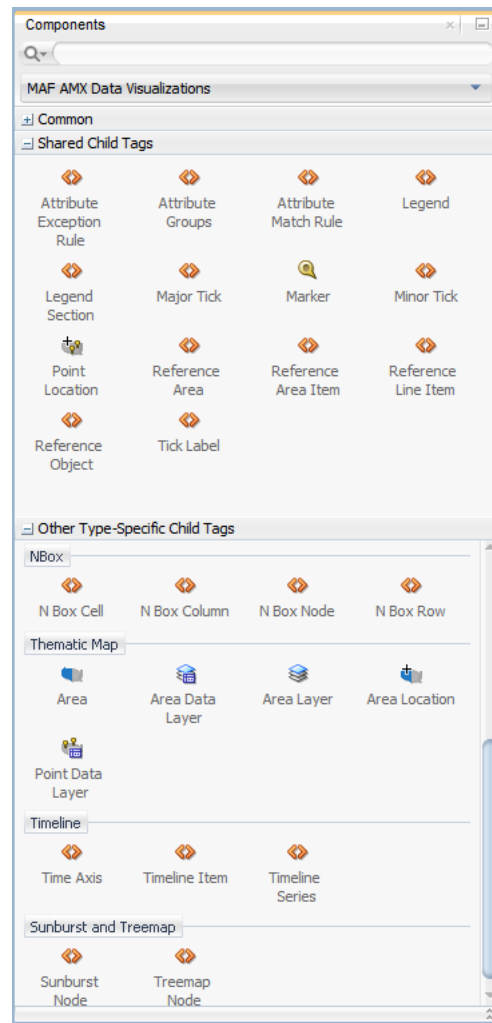 Components
MAF AMX Data Visualizations
Common
Shared Child Tags
Attribute Exception Rule
Attribute Groups
Attribute Match Rule
Legend
Legend Section
Major Tick
Marker
Minor Tick
Point Location
Reference Area
Reference Area Item
Reference Line Item
Reference Object
Tick Label
Other Type-Specific Child Tags
NBox
N Box Cell
N Box Column
N Box Node
N Box Row
Thematic Map
Area
Area Data Layer
Area Layer
Area Location
Point Data Layer
Timeline
Time Axis
Timeline Item
Timeline Series
Sunburst and Treemap
Sunburst Node
Treemap Node